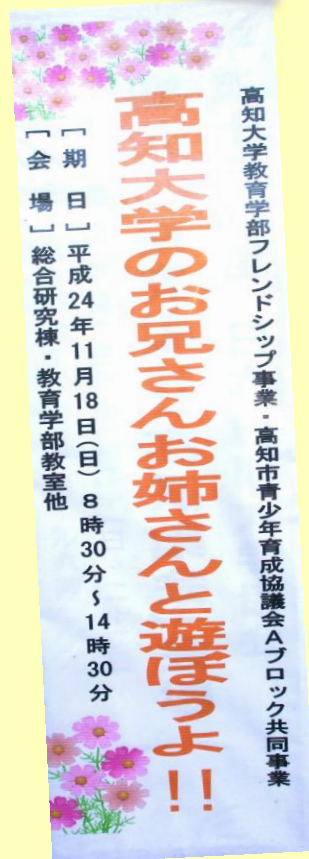 高知大学教育学部フレンドシップ事業・高知市青少年育成協議会Aブロック共同事業
高知大学のお兄さんお姉さんと遊ぼうよ!!
［期　日］平成24年11月18日(日) 8時30分～14時30分
［会　場］総合研究棟・教育学部教室他